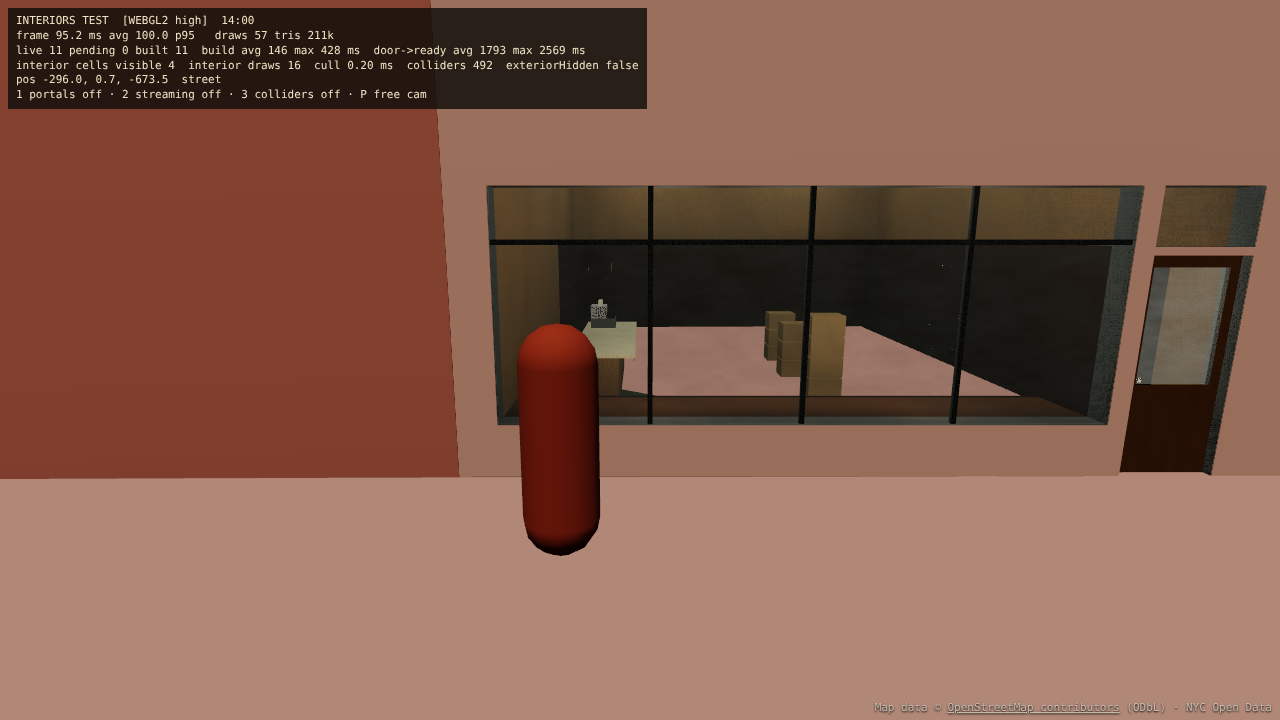 INTERIORS TEST  [WEBGL2 high]  14:00
frame 95.2 ms avg 100.0 p95   draws 57 tris 211k
live 11 pending 0 built 11  build avg 146 max 428 ms  door->ready avg 1793 max 2569 ms
interior cells visible 4  interior draws 16  cull 0.20 ms  colliders 492  exteriorHidden false
pos -296.0, 0.7, -673.5  street
1 portals off · 2 streaming off · 3 colliders off · P free cam
Map data © OpenStreetMap contributors (ODbL) · NYC Open Data